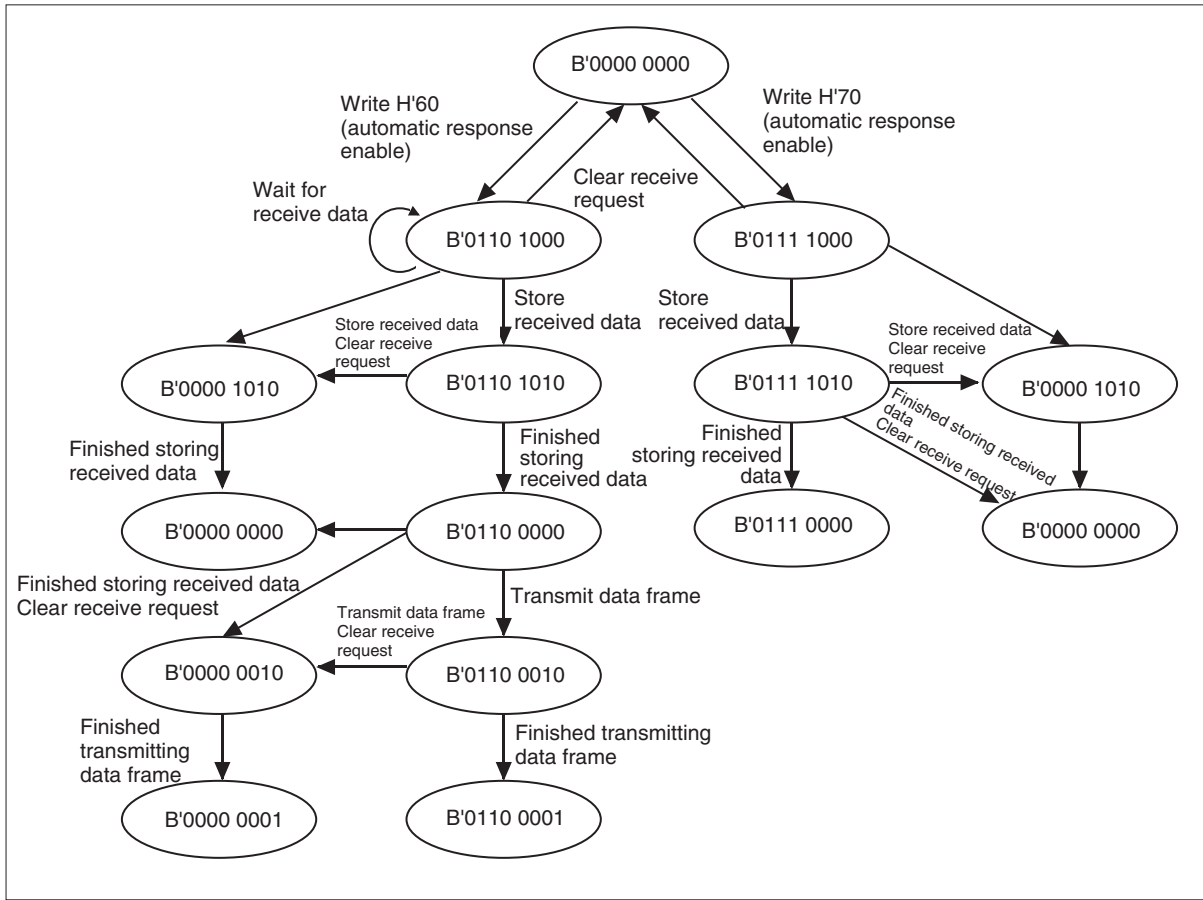 B'0000 0000
Write H'60
(automatic response
enable)
Write H'70
(automatic response
enable)
Wait for
receive data
Clear receive
request
B'0110 1000
B'0111 1000
Store
received data
Store
received data
Store received data
Clear receive
request
Store received data
Clear receive
request
B'0000 1010
B'0110 1010
B'0111 1010
B'0000 1010
Finished storing
received data
Finished
storing
received data
Finished
storing received
data
Finished storing received
data
Clear receive request
B'0000 0000
B'0110 0000
B'0111 0000
B'0000 0000
Finished storing received data
Clear receive request
Transmit data frame
Transmit data frame
Clear receive
request
B'0000 0010
B'0110 0010
Finished
transmitting
data frame
Finished transmitting
data frame
B'0000 0001
B'0110 0001